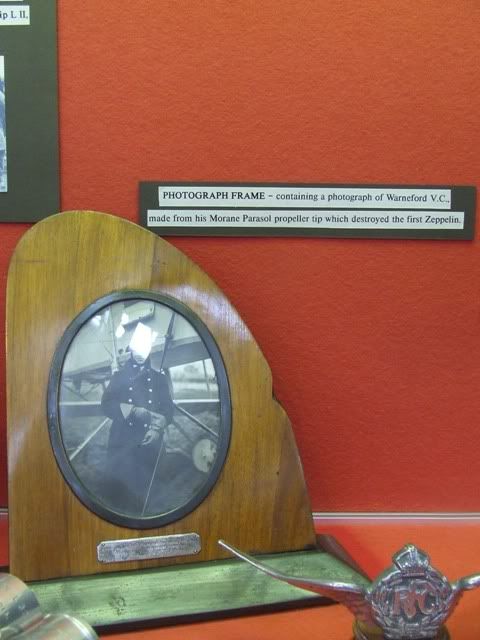 ip L II,
PHOTOGRAPH FRAME – containing a photograph of Warneford V.C.,
made from his Morane Parasol propeller tip which destroyed the first Zeppelin.
RFC